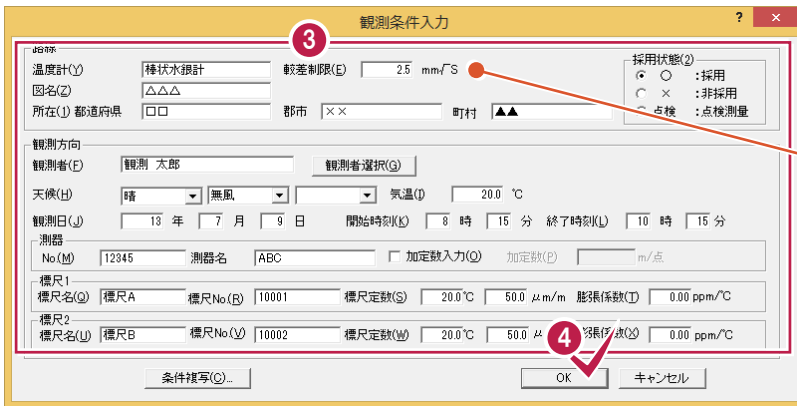 観測条件入力 ? ×
3
路線
温度計(Y) 棒状水銀計 較差制限(E) 2.5 mm√S
図名(Z) △△△
所在(1) 都道府県 □□ 郡市 ×× 町村 ▲▲
採用状態(2)
○ :採用
× :非採用
点検 :点検測量
観測方向
観測者(F) 観測 太郎 観測者選択(G)
天候(H) 晴 無風 気温(I) 20.0 ℃
観測日(J) 13 年 7 月 9 日 開始時刻(K) 8 時 15 分 終了時刻(L) 10 時 15 分
測器
No.(M) 12345 測器名 ABC 加定数入力(O) 加定数(P) m/点
標尺1
標尺名(Q) 標尺A 標尺No.(R) 10001 標尺定数(S) 20.0℃ 50.0 μm/m 膨張係数(T) 0.00 ppm/℃
標尺2
標尺名(U) 標尺B 標尺No.(V) 10002 標尺定数(W) 20.0℃ 50.0 μ 張係数(X) 0.00 ppm/℃
4
条件複写(C)... OK キャンセル